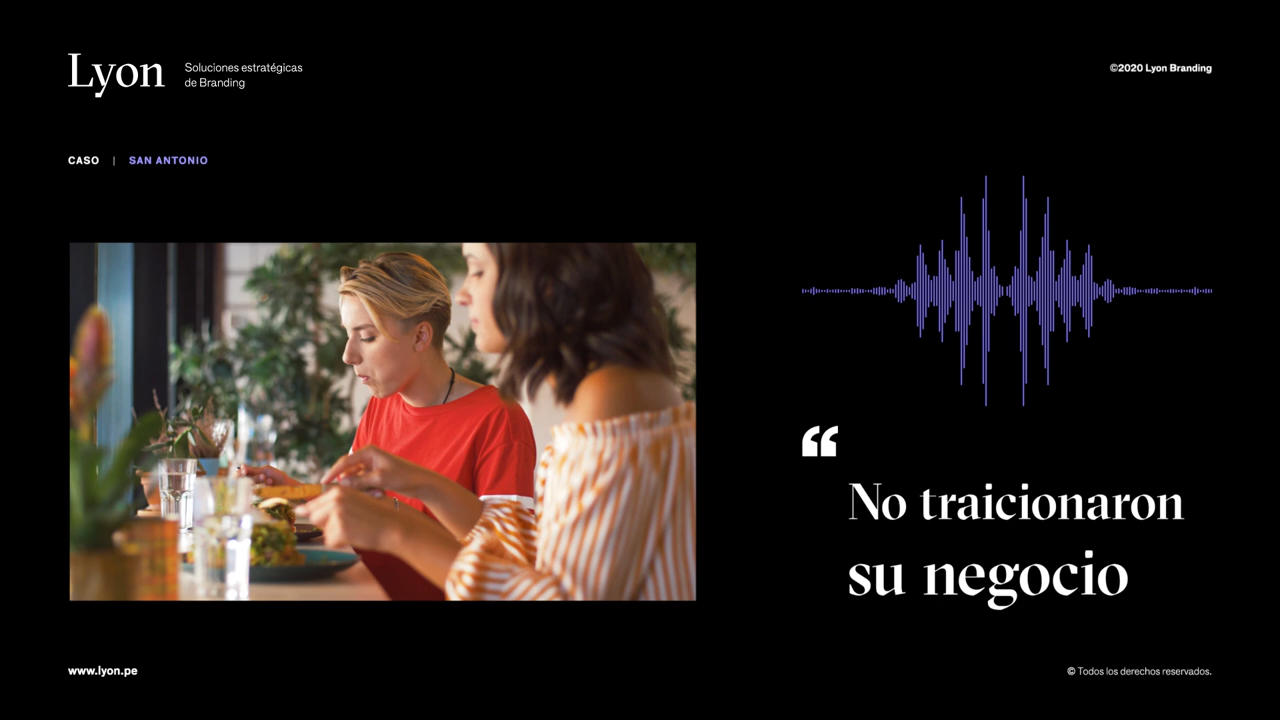 Lyon
Soluciones estratégicas
de Branding
©2020 Lyon Branding
CASO | SAN ANTONIO
“
No traicionaron
su negocio
www.lyon.pe
© Todos los derechos reservados.